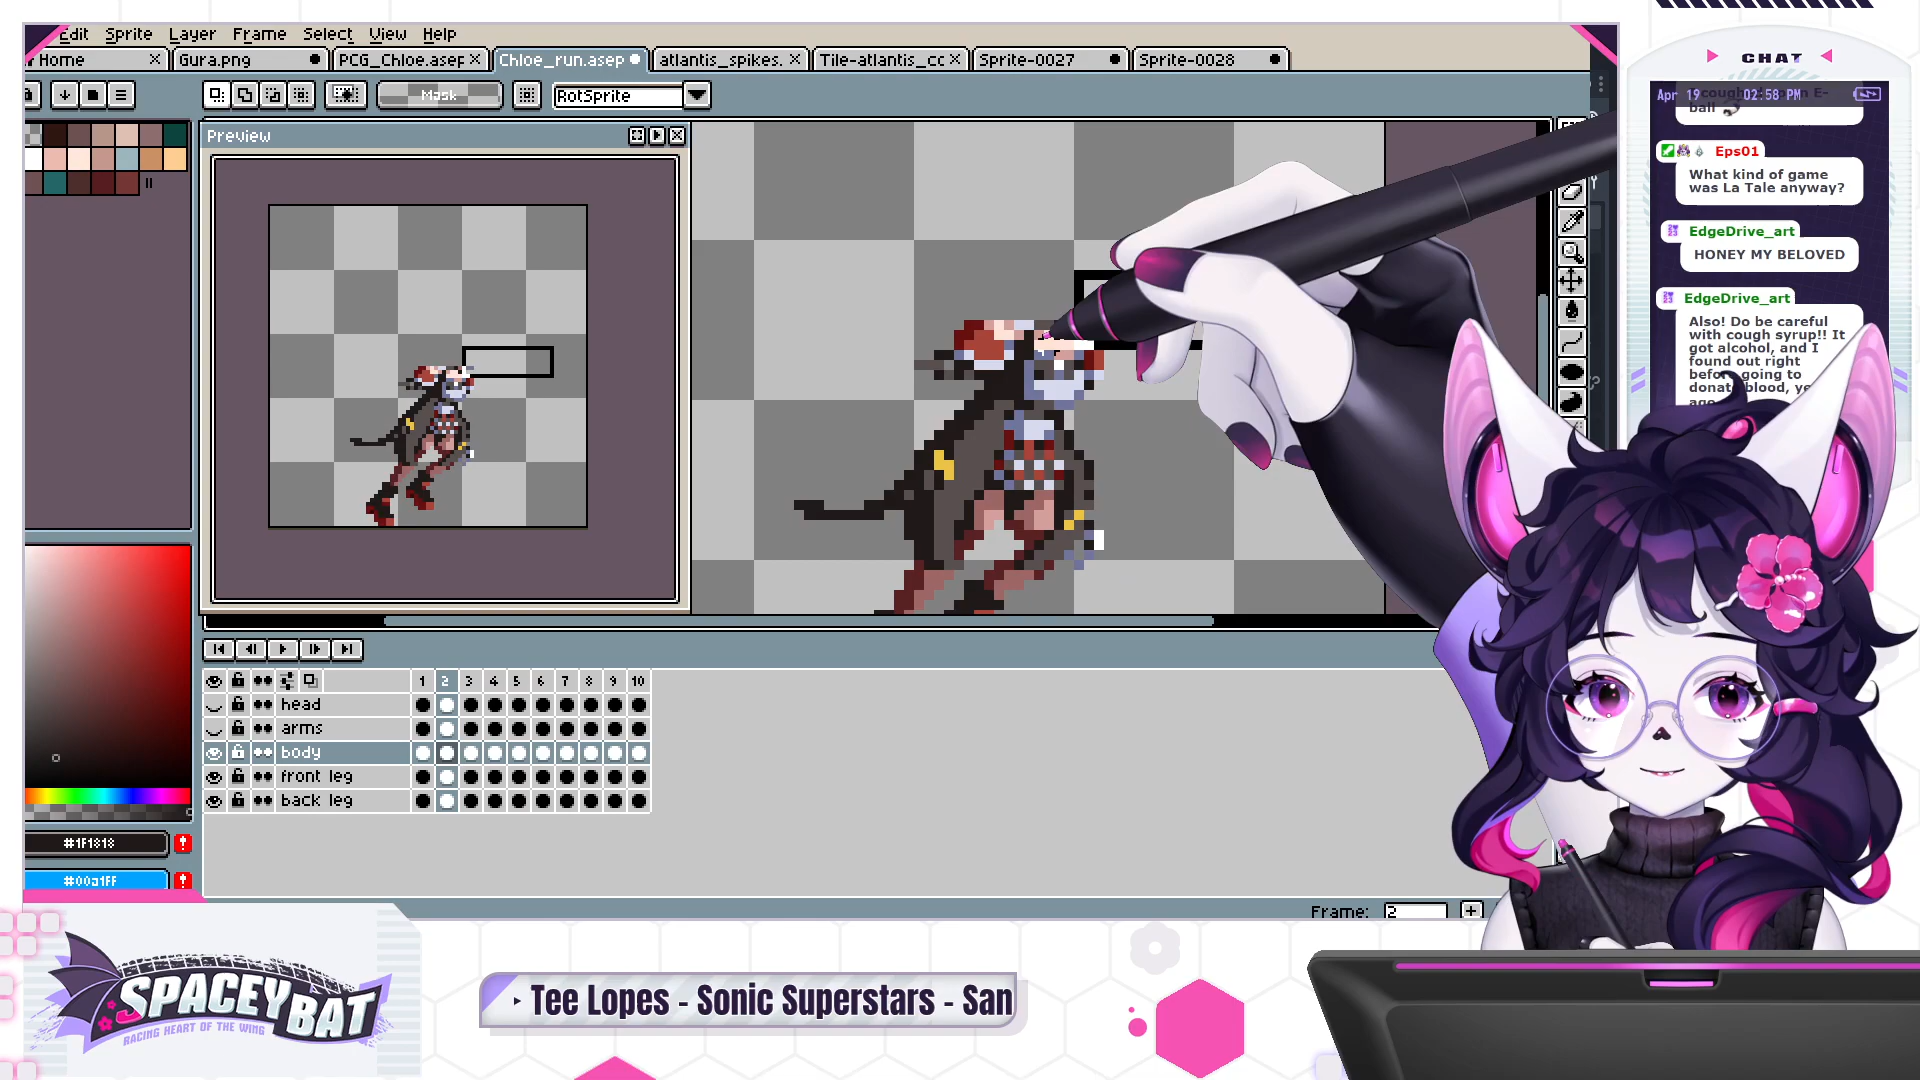 Edit Sprite Layer Frame Select View Help
Home Gura.png PCG_Chloe.asep Chloe_run.asep atlantis_spikes. Tile-atlantis_cc Sprite-0027 Sprite-0028
Mask RotSprite
Preview
1 2 3 4 5 6 7 8 9 10
head
arms
body
front leg
back leg
#1F1818
#00a1FF
Frame: 2
CHAT
Apr 19 02:58 PM
ball
Eps01
What kind of game
was La Tale anyway?
EdgeDrive_art
HONEY MY BELOVED
EdgeDrive_art
Also! Do be careful
with cough syrup!! It
got alcohol, and I
found out right
before going to
donate blood,
SPACEYBAT
RACING HEART OF THE WING
Tee Lopes - Sonic Superstars - San